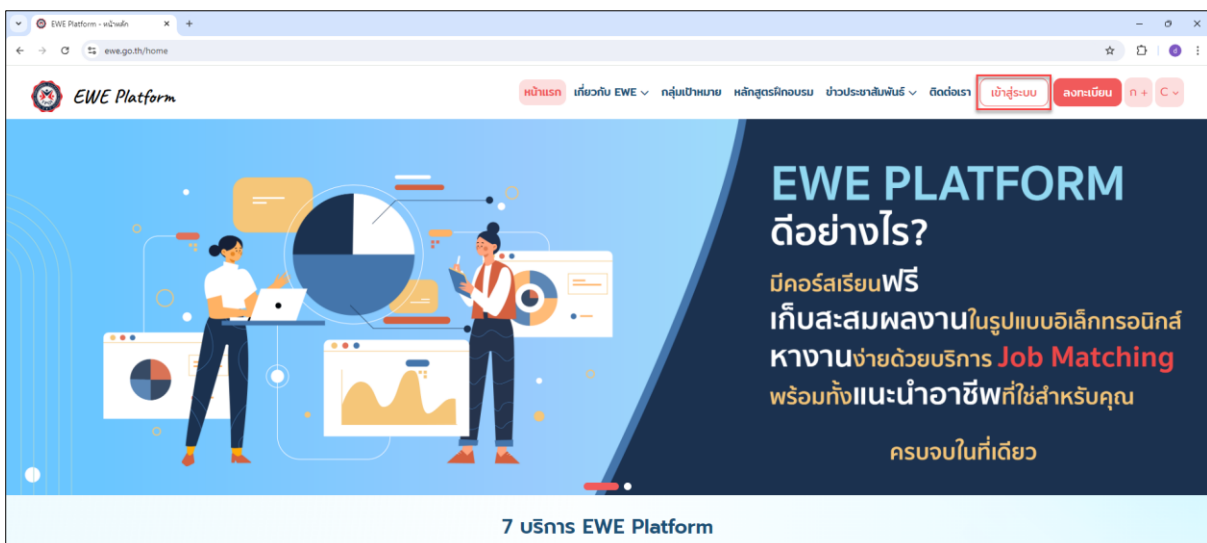 EWE Platform - หน้าหลัก
ewe.go.th/home
EWE Platform
หน้าแรก เกี่ยวกับ EWE กลุ่มเป้าหมาย หลักสูตรฝึกอบรม ข่าวประชาสัมพันธ์ ติดต่อเรา เข้าสู่ระบบ ลงทะเบียน ก + C
EWE PLATFORM
ดีอย่างไร?
มีคอร์สเรียนฟรี
เก็บสะสมผลงานในรูปแบบอิเล็กทรอนิกส์
หางานง่ายด้วยบริการ Job Matching
พร้อมทั้งแนะนำอาชีพที่ใช่สำหรับคุณ
ครบจบในที่เดียว
7 บริการ EWE Platform